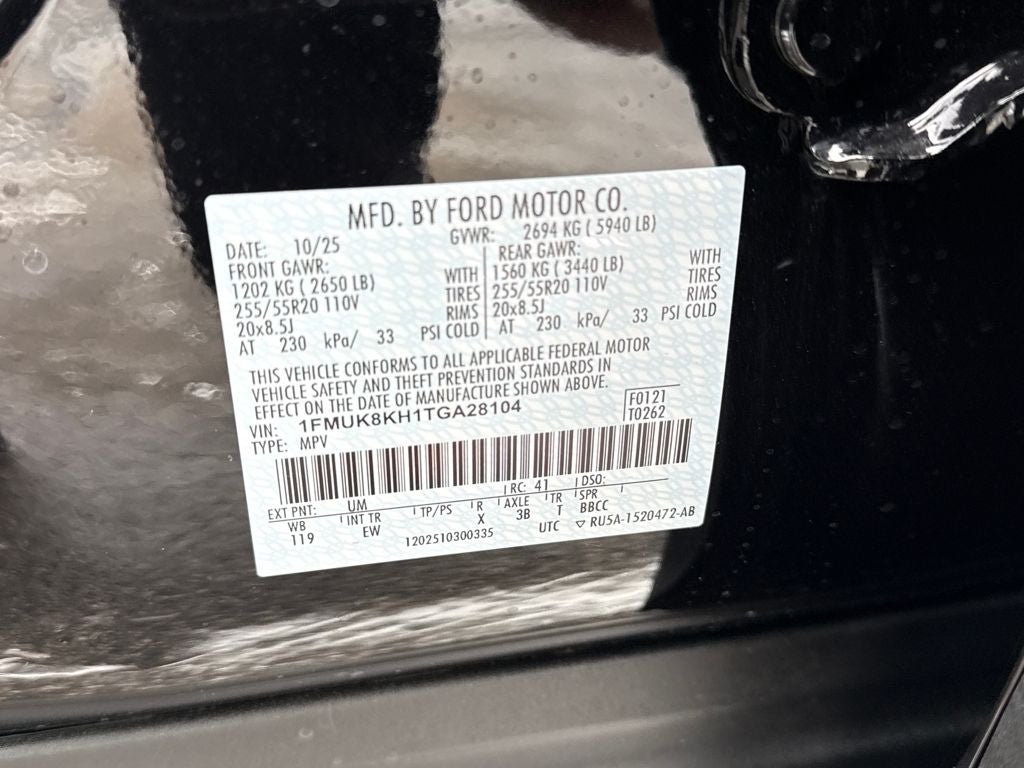 MFD. BY FORD MOTOR CO.
DATE: 10/25 GVWR: 2694 KG ( 5940 LB)
FRONT GAWR:
1202 KG ( 2650 LB) WITH
255/55R20 110V TIRES
20x8.5J RIMS
AT 230 kPa/ 33 PSI COLD
REAR GAWR:
1560 KG ( 3440 LB) WITH
255/55R20 110V TIRES
20x8.5J RIMS
AT 230 kPa/ 33 PSI COLD
THIS VEHICLE CONFORMS TO ALL APPLICABLE FEDERAL MOTOR
VEHICLE SAFETY AND THEFT PREVENTION STANDARDS IN
EFFECT ON THE DATE OF MANUFACTURE SHOWN ABOVE.
VIN: 1FMUK8KH1TGA28104
TYPE: MPV
F0121
T0262
EXT PNT: UM RC: 41 DSO:
WB INT TR TP/PS R AXLE TR SPR
119 EW X 3B T BBCC
1202510300335 UTC ▽ RU5A-1520472-AB